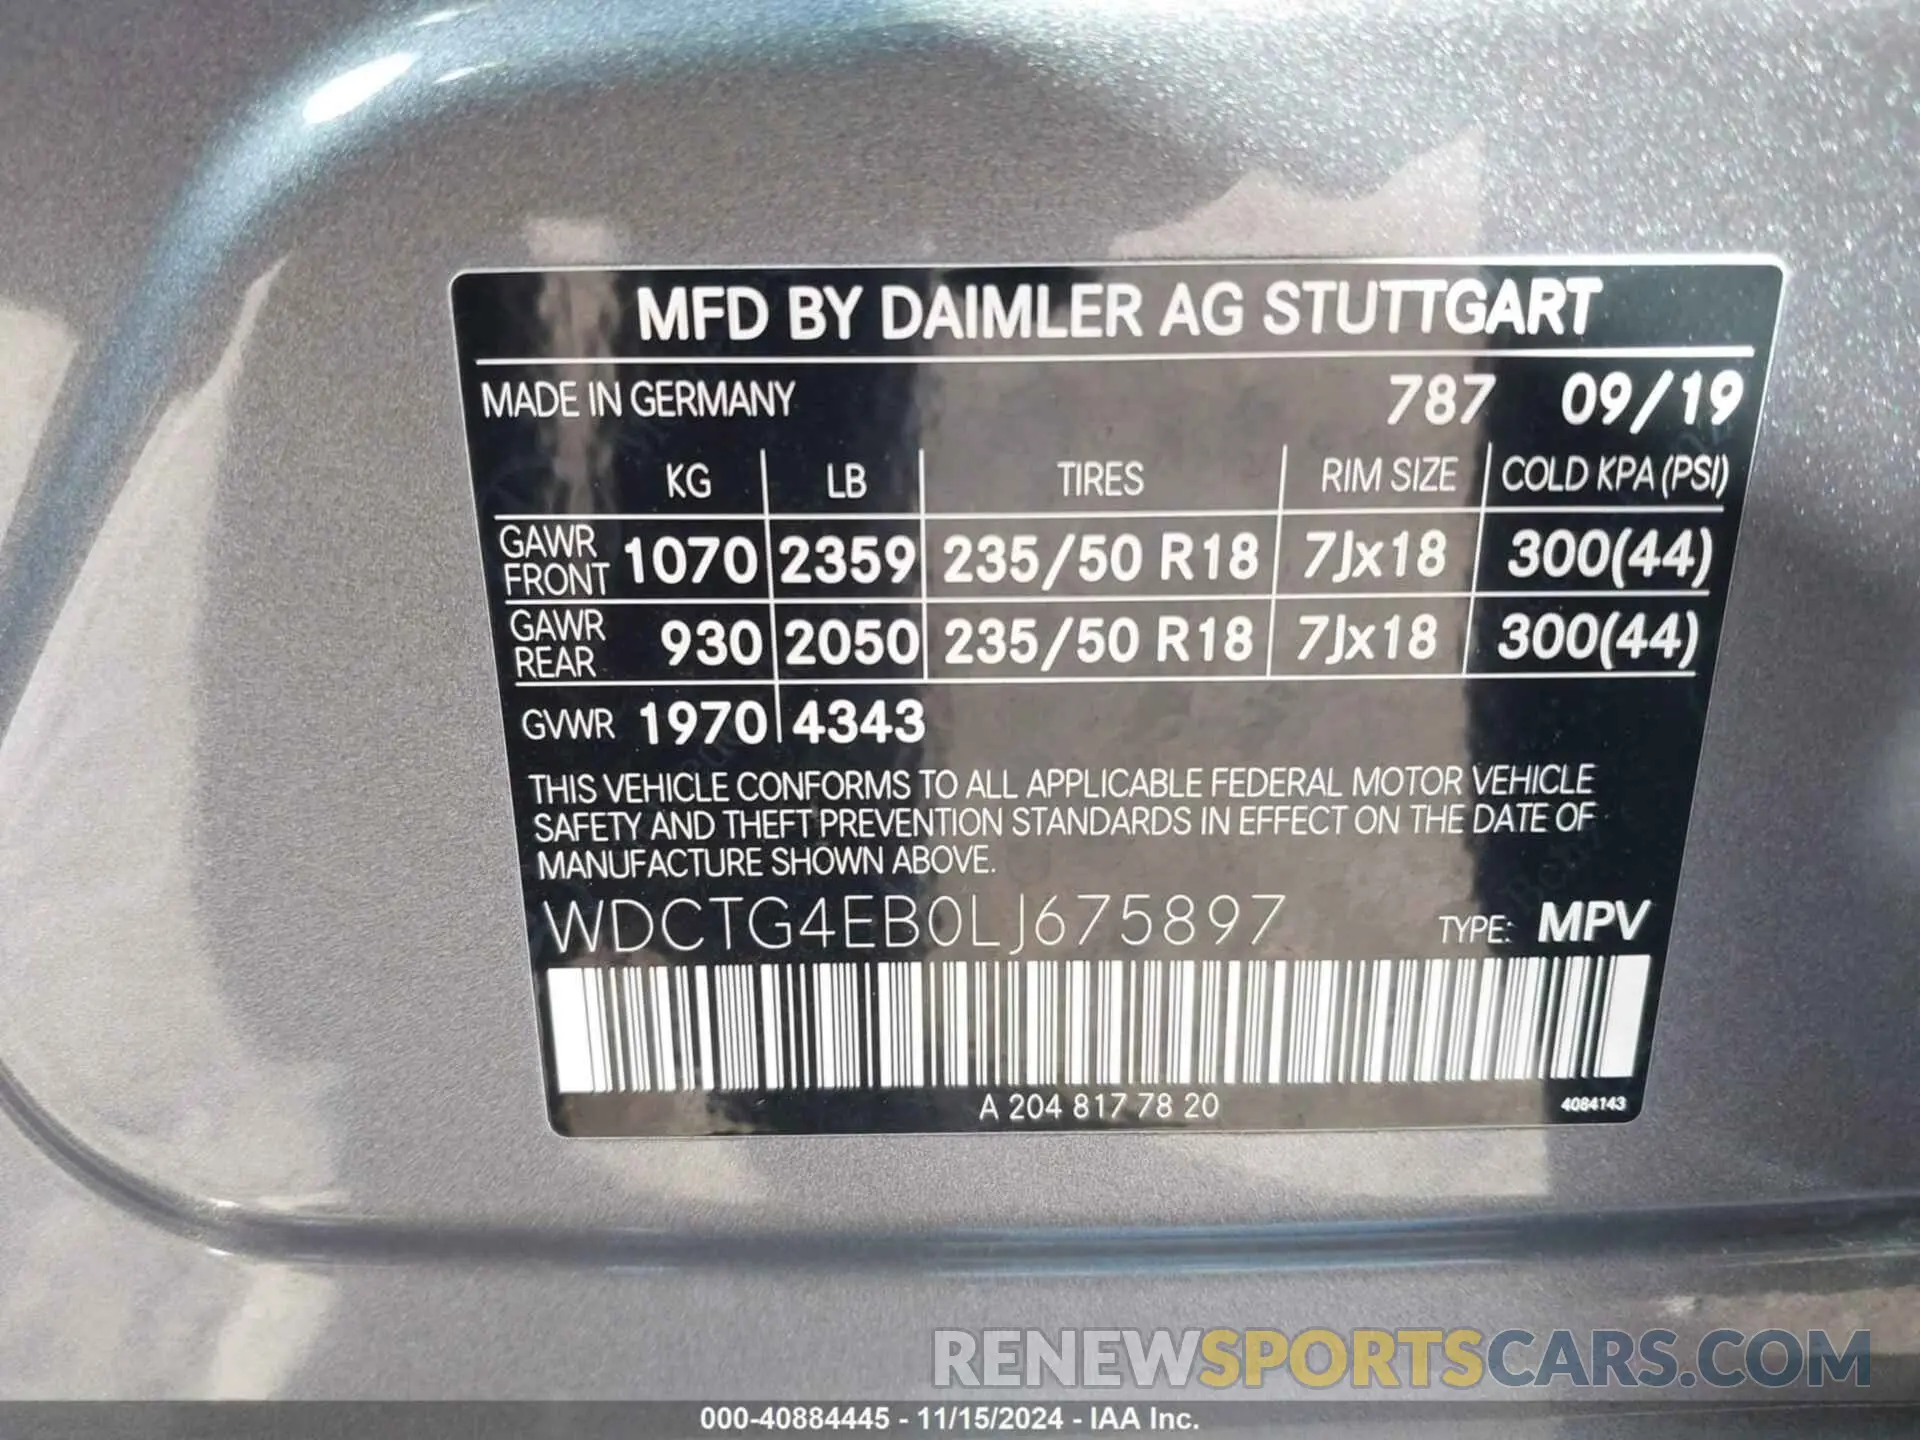 MFD BY DAIMLER AG STUTTGART
MADE IN GERMANY 787 09/19
KG LB TIRES RIM SIZE COLD KPA (PSI)
GAWR FRONT 1070 2359 235/50 R18 7Jx18 300(44)
GAWR REAR 930 2050 235/50 R18 7Jx18 300(44)
GVWR 1970 4343
THIS VEHICLE CONFORMS TO ALL APPLICABLE FEDERAL MOTOR VEHICLE
SAFETY AND THEFT PREVENTION STANDARDS IN EFFECT ON THE DATE OF
MANUFACTURE SHOWN ABOVE.
WDCTG4EB0LJ675897 TYPE: MPV
A 204 817 78 20 4084143
RENEWSPORTSCARS.COM
000-40884445 - 11/15/2024 - IAA Inc.